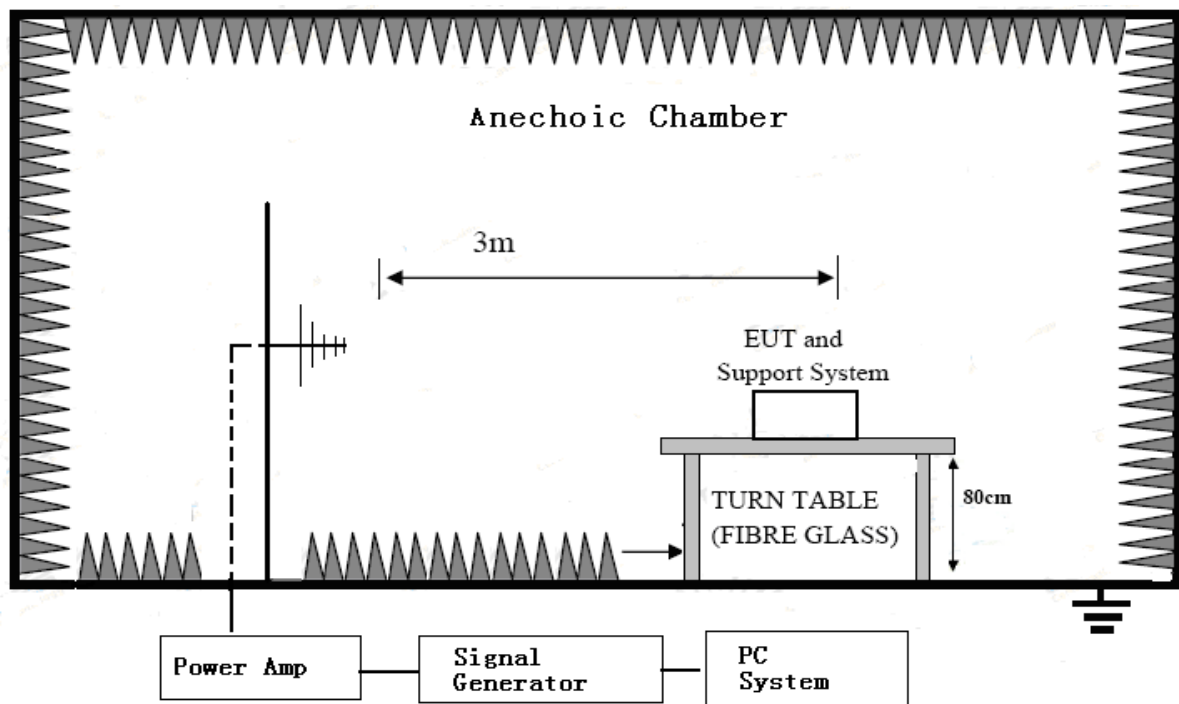 Anechoic Chamber
3m
EUT and
Support System
TURN TABLE
(FIBRE GLASS)
80cm
Power Amp
Signal
Generator
PC
System